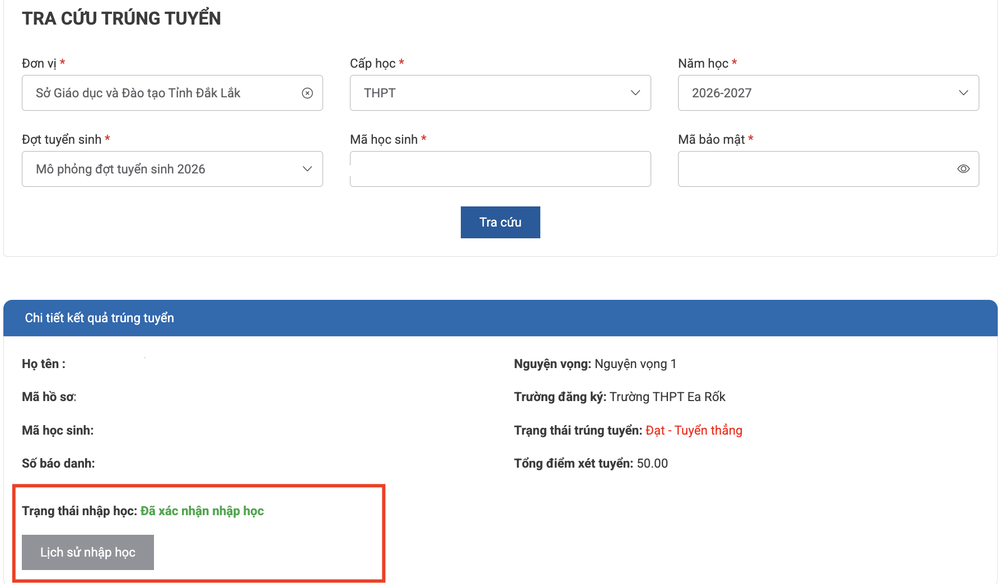 TRA CỨU TRÚNG TUYỂN
Đơn vị *
Cấp học *
Năm học *
Sở Giáo dục và Đào tạo Tỉnh Đắk Lắk
THPT
2026-2027
Đợt tuyển sinh *
Mã học sinh *
Mã bảo mật *
Mô phỏng đợt tuyển sinh 2026
Tra cứu
Chi tiết kết quả trúng tuyển
Họ tên :
Nguyện vọng: Nguyện vọng 1
Mã hồ sơ:
Trường đăng ký: Trường THPT Ea Rốk
Mã học sinh:
Trạng thái trúng tuyển: Đạt - Tuyển thẳng
Số báo danh:
Tổng điểm xét tuyển: 50.00
Trạng thái nhập học: Đã xác nhận nhập học
Lịch sử nhập học